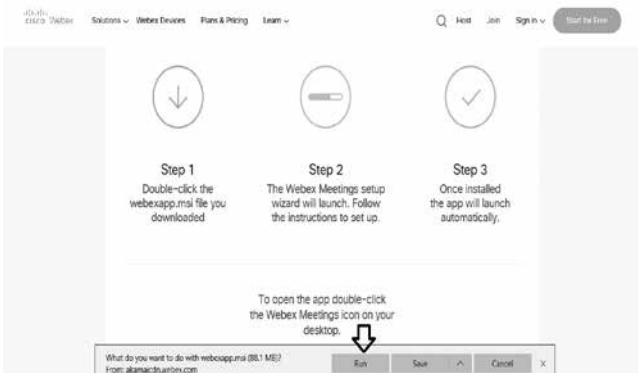 cisco Webex
Solutions Webex Devices Plans & Pricing Learn Host Join Sign in Start for Free
Step 1
Double-click the
webexapp.msi file you
downloaded
Step 2
The Webex Meetings setup
wizard will launch. Follow
the instructions to set up.
Step 3
Once installed
the app will launch
automatically.
To open the app double-click
the Webex Meetings icon on your
desktop.
What do you want to do with webexapp.msi (88.1 MB)?
From: akamaicdn.webex.com
Run Save ^ Cancel X